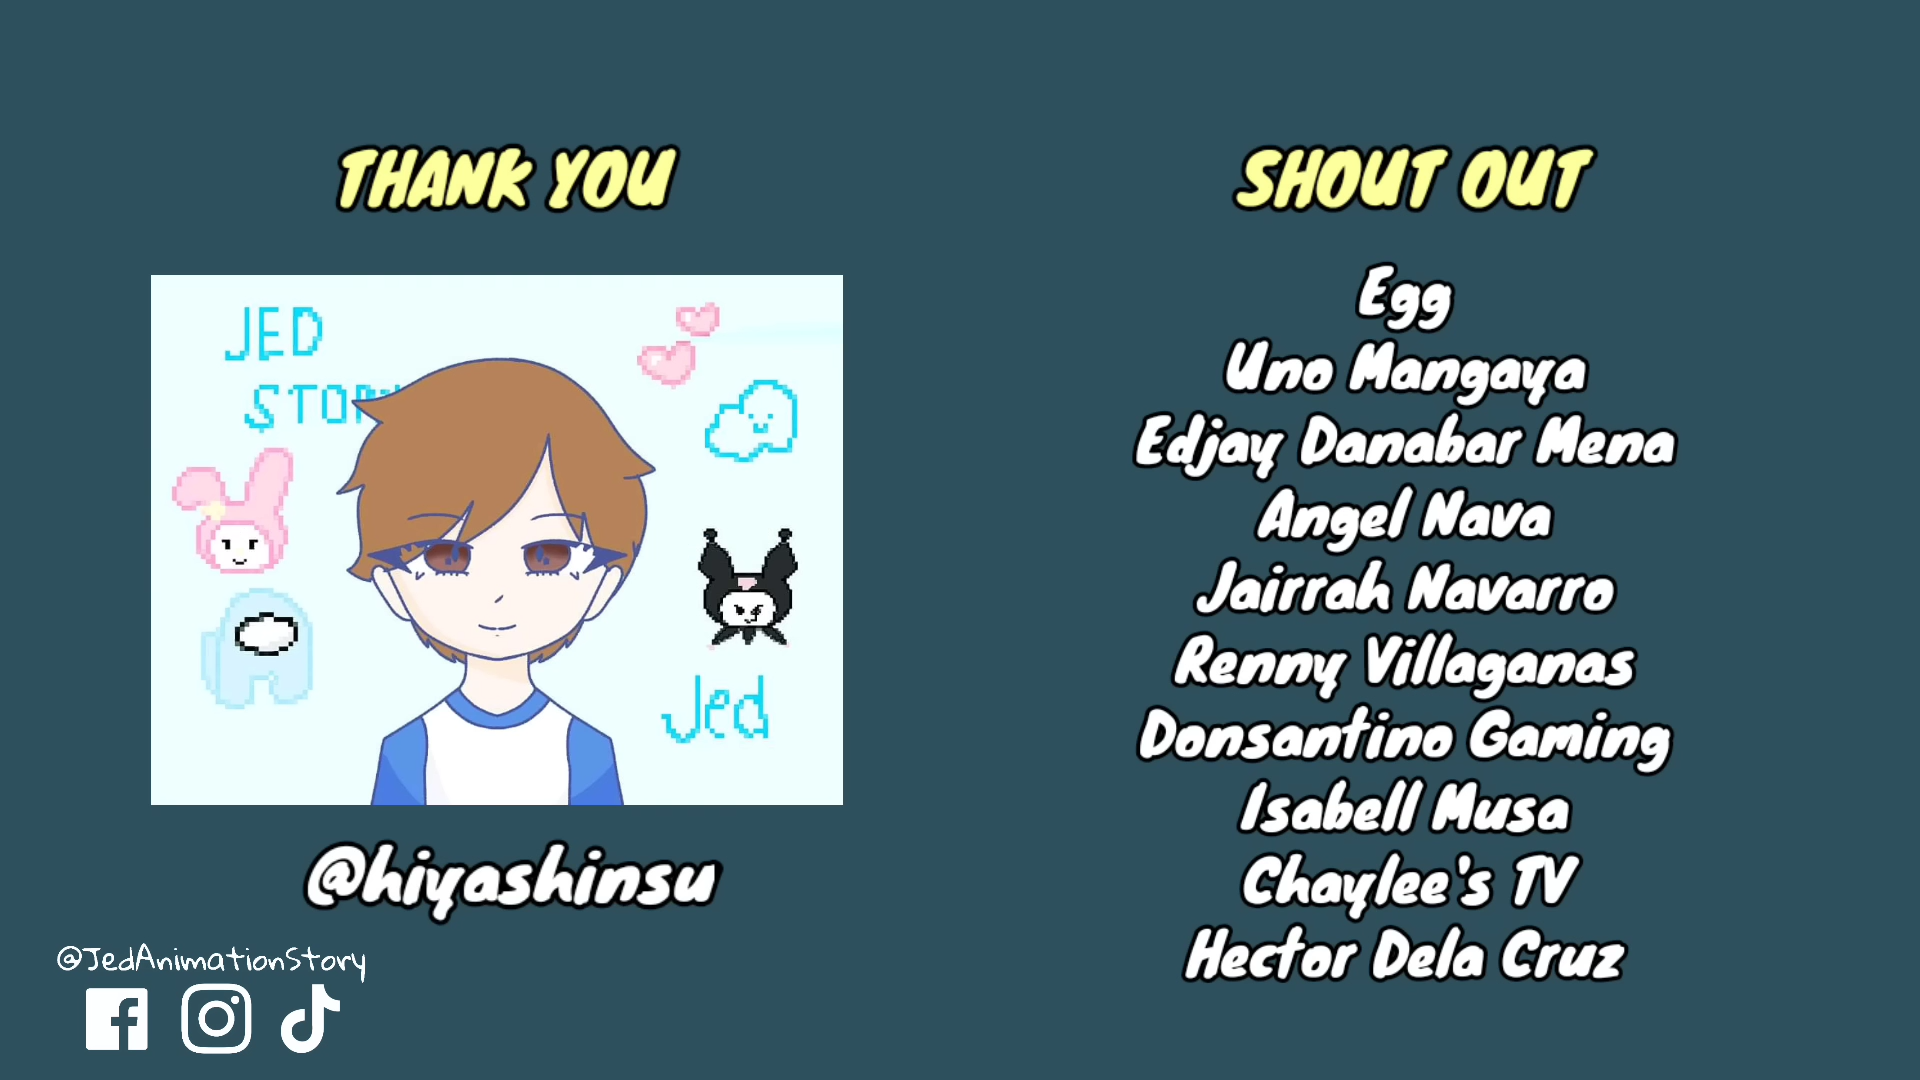 THANK YOU
JED
STORY
Jed
@hiyashinsu
@JedAnimationStory
SHOUT OUT
Egg
Uno Mangaya
Edjay Danabar Mena
Angel Nava
Jairrah Navarro
Renny Villaganas
Donsantino Gaming
Isabell Musa
Chaylee's TV
Hector Dela Cruz